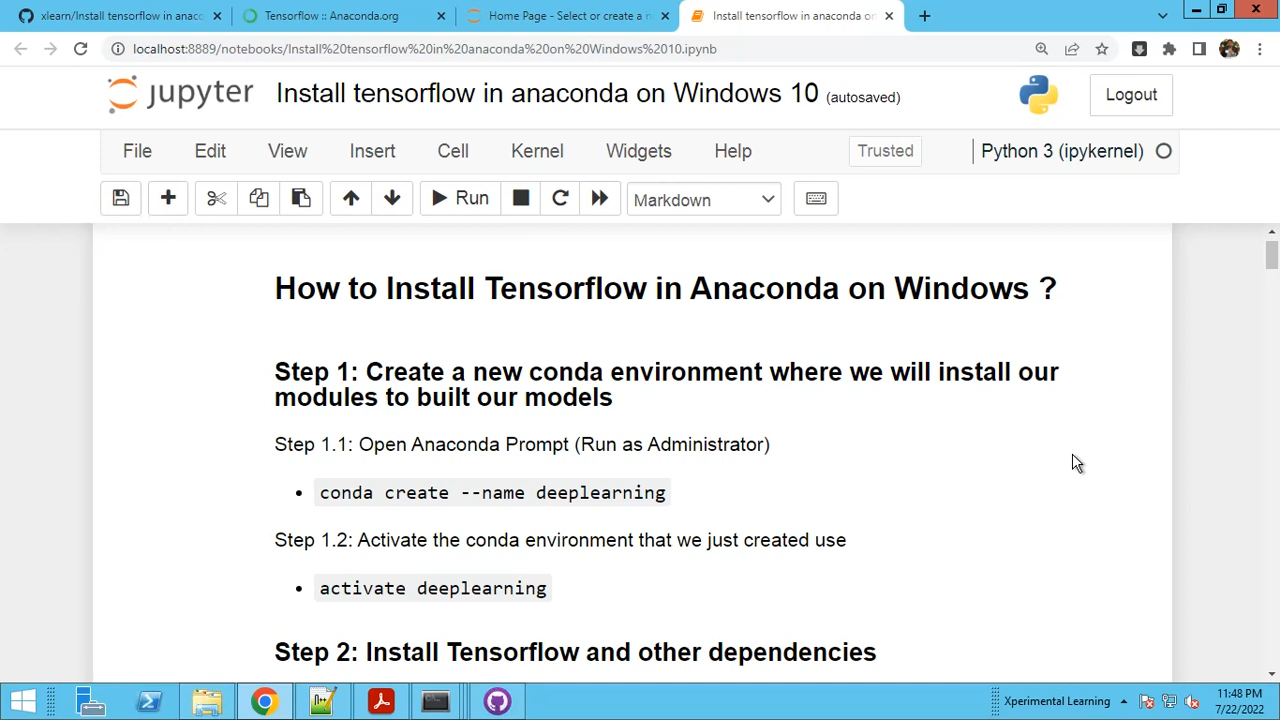 xlearn/Install tensorflow in anaco
Tensorflow :: Anaconda.org
Home Page - Select or create a n
Install tensorflow in anaconda on
localhost:8889/notebooks/Install%20tensorflow%20in%20anaconda%20on%20Windows%2010.ipynb
jupyter
Install tensorflow in anaconda on Windows 10 (autosaved)
Logout
File Edit View Insert Cell Kernel Widgets Help
Trusted
Python 3 (ipykernel)
Run
Markdown
How to Install Tensorflow in Anaconda on Windows ?
Step 1: Create a new conda environment where we will install our
modules to built our models
Step 1.1: Open Anaconda Prompt (Run as Administrator)
• conda create --name deeplearning
Step 1.2: Activate the conda environment that we just created use
• activate deeplearning
Step 2: Install Tensorflow and other dependencies
Xperimental Learning
11:48 PM
7/22/2022